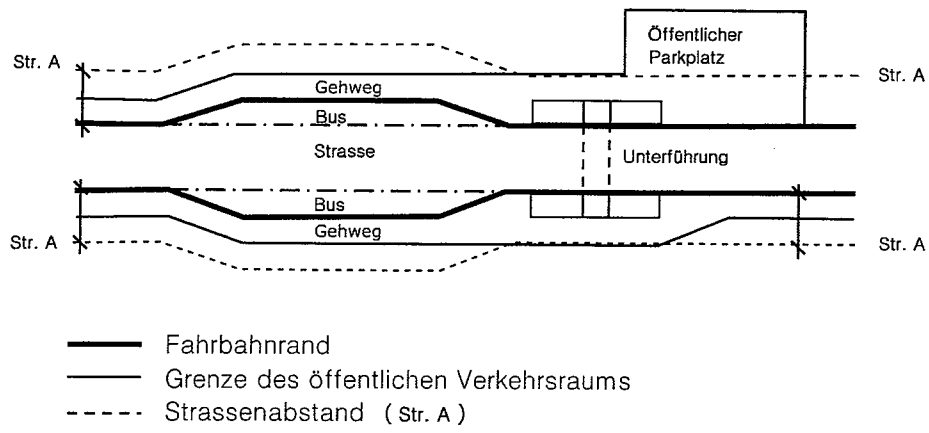 Öffentlicher
Parkplatz
Str. A
Str. A
Gehweg
Bus
Strasse
Unterführung
Bus
Gehweg
Str. A
Str. A
Fahrbahnrand
Grenze des öffentlichen Verkehrsraums
Strassenabstand ( Str. A )